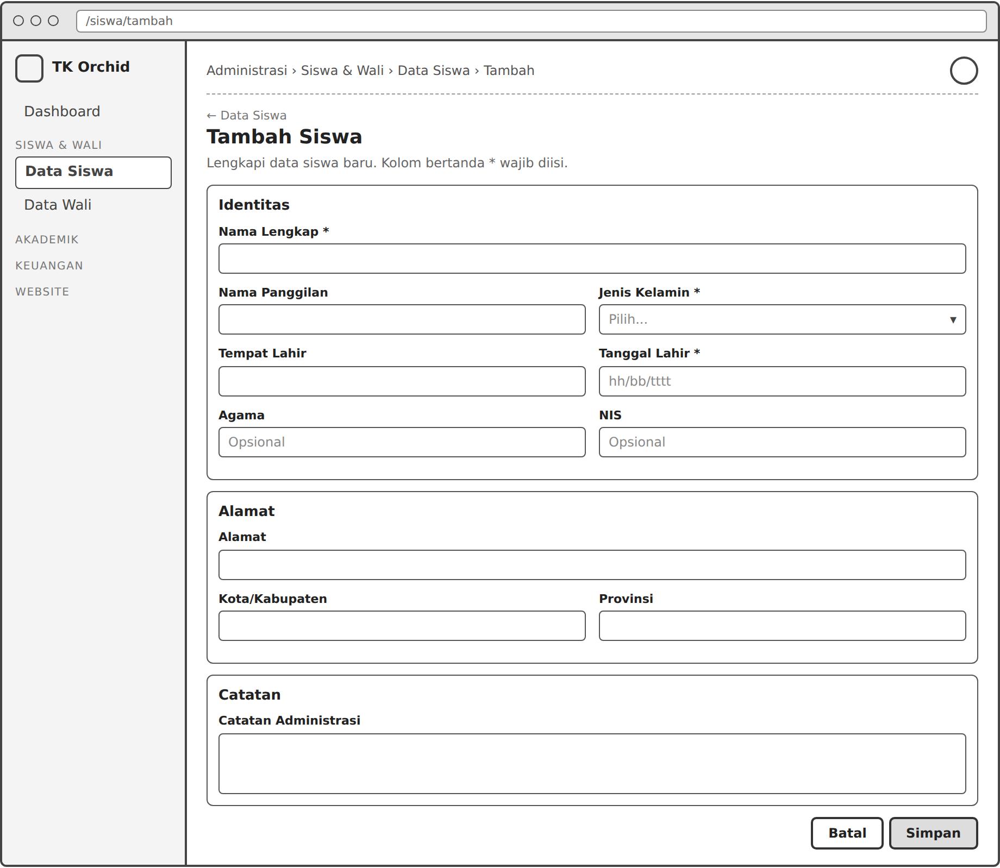 /siswa/tambah
TK Orchid
Dashboard
SISWA & WALI
Data Siswa
Data Wali
AKADEMIK
KEUANGAN
WEBSITE
Administrasi › Siswa & Wali › Data Siswa › Tambah
← Data Siswa
Tambah Siswa
Lengkapi data siswa baru. Kolom bertanda * wajib diisi.
Identitas
Nama Lengkap *
Nama Panggilan
Jenis Kelamin *
Pilih...
Tempat Lahir
Tanggal Lahir *
hh/bb/tttt
Agama
NIS
Opsional
Opsional
Alamat
Alamat
Kota/Kabupaten
Provinsi
Catatan
Catatan Administrasi
Batal
Simpan